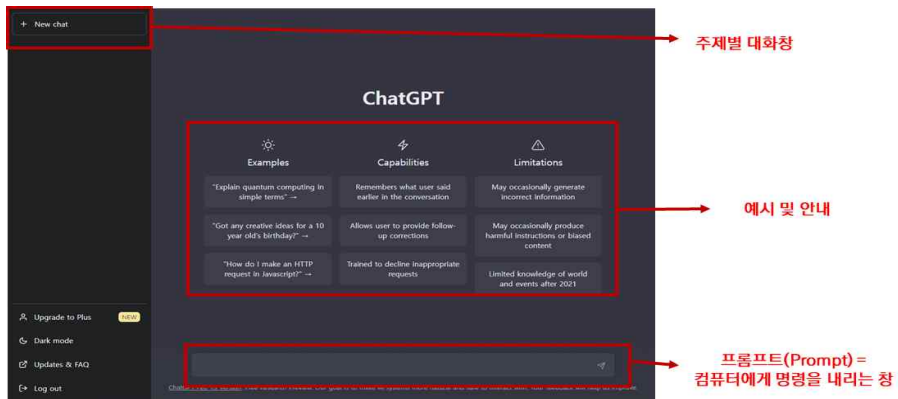 + New chat
주제별 대화창
ChatGPT
Examples
Capabilities
Limitations
"Explain quantum computing in
simple terms" →
Remembers what user said
earlier in the conversation
May occasionally generate
incorrect information
"Got any creative ideas for a 10
year old's birthday?" →
Allows user to provide follow-
up corrections
May occasionally produce
harmful instructions or biased
content
"How do I make an HTTP
request in Javascript?" →
Trained to decline inappropriate
requests
Limited knowledge of world
and events after 2021
예시 및 안내
Upgrade to Plus
NEW
Dark mode
Updates & FAQ
Log out
프롬프트(Prompt) =
컴퓨터에게 명령을 내리는 창